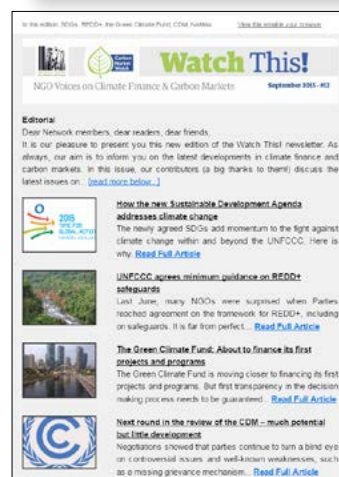 In this edition: SDGs, REDD+, the Green Climate Fund, CDM, NAMAs
View this email in your browser
Carbon Market Watch
Watch This!
NGO Voices on Climate Finance & Carbon Markets
September 2015 - #12
Editorial
Dear Network members, dear readers, dear friends,
It is our pleasure to present you this new edition of the Watch This! newsletter. As
always, our aim is to inform you on the latest developments in climate finance and
carbon markets. In this issue, our contributors (a big thanks to them!) discuss the
latest issues on... [read more below...]
2015
TIME FOR
GLOBAL ACTION
How the new Sustainable Development Agenda
addresses climate change
The newly agreed SDGs add momentum to the fight against
climate change within and beyond the UNFCCC. Here is
why. Read Full Article
UNFCCC agrees minimum guidance on REDD+
safeguards
Last June, many NGOs were surprised when Parties
reached agreement on the framework for REDD+, including
on safeguards. It is far from perfect... Read Full Article
The Green Climate Fund: About to finance its first
projects and programs
The Green Climate Fund is moving closer to financing its first
projects and programs. But first transparency in the decision
making process needs to be guaranteed... Read Full Article
Next round in the review of the CDM – much potential
but little development
Negotiations showed that parties continue to turn a blind eye
on controversial issues and well-known weaknesses, such
as a missing grievance mechanism... Read Full Article